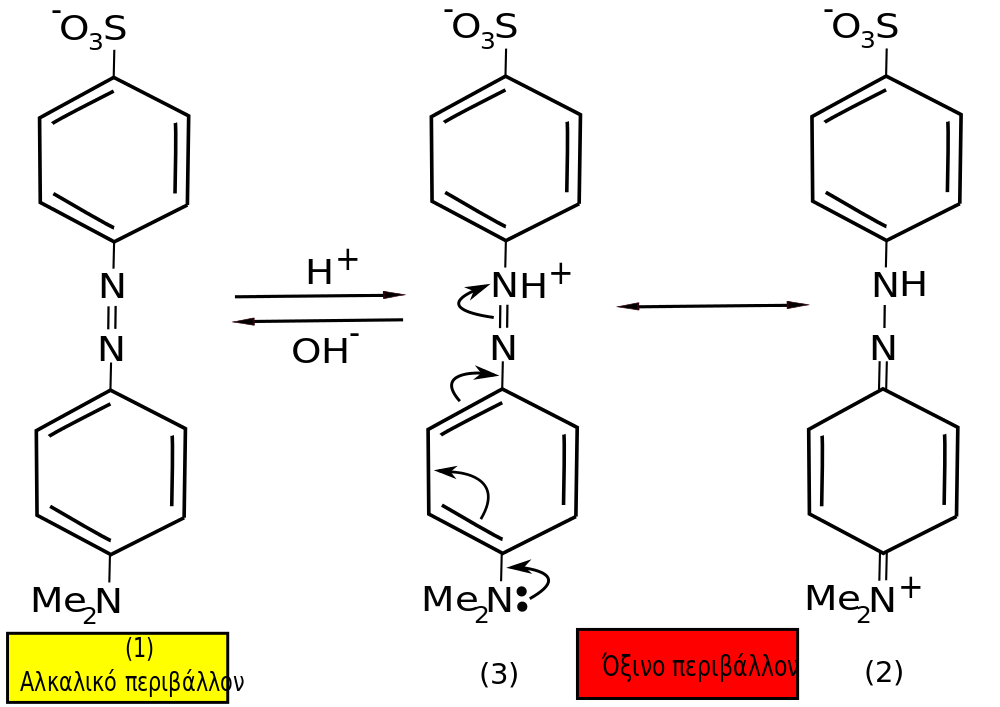 -O3S
-O3S
-O3S
N
N
H+
OH-
NH+
N
NH
N
Me2N
Me2N:
Me2N+
(1)
Αλκαλικό περιβάλλον
(3)
Όξινο περιβάλλον
(2)